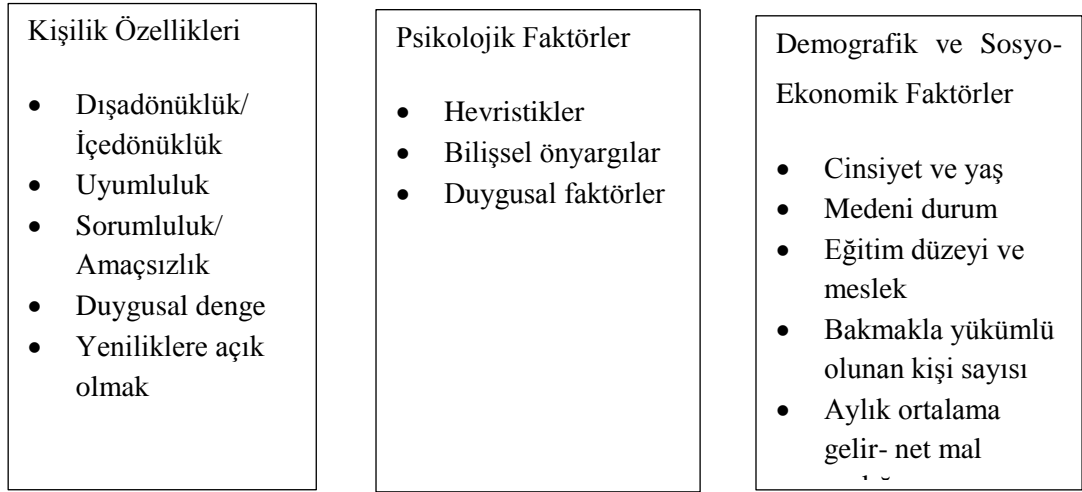 Kişilik Özellikleri
• Dışadönüklük/
İçedönüklük
• Uyumluluk
• Sorumluluk/
Amaçsızlık
• Duygusal denge
• Yeniliklere açık
olmak
Psikolojik Faktörler
• Hevristikler
• Bilişsel önyargılar
• Duygusal faktörler
Demografik ve Sosyo-
Ekonomik Faktörler
• Cinsiyet ve yaş
• Medeni durum
• Eğitim düzeyi ve
meslek
• Bakmakla yükümlü
olunan kişi sayısı
• Aylık ortalama
gelir- net mal